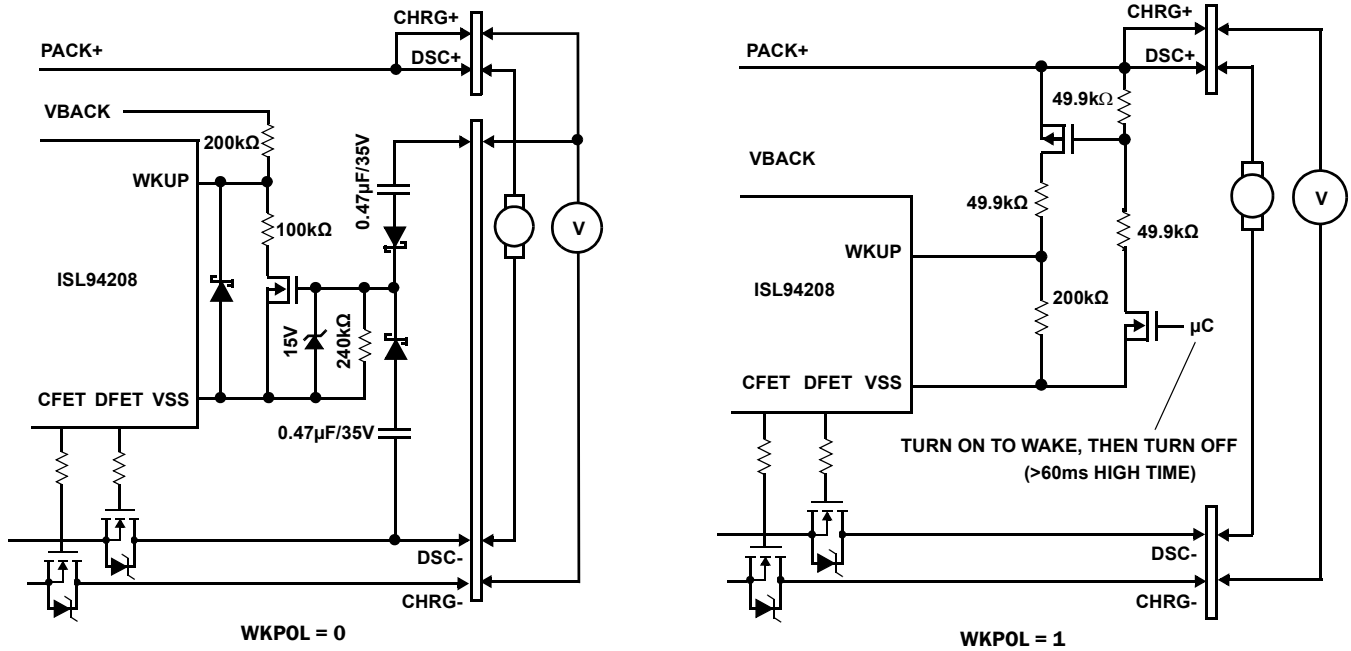 CHRG+
PACK+
DSC+
VBACK
200kΩ
0.47µF/35V
WKUP
100kΩ
V
ISL94208
15V
240kΩ
CFET DFET VSS
0.47µF/35V
DSC-
CHRG-
WKPOL = 0
CHRG+
PACK+
DSC+
49.9kΩ
VBACK
49.9kΩ
49.9kΩ
V
WKUP
ISL94208
200kΩ
µC
CFET DFET VSS
TURN ON TO WAKE, THEN TURN OFF
(>60ms HIGH TIME)
DSC-
CHRG-
WKPOL = 1